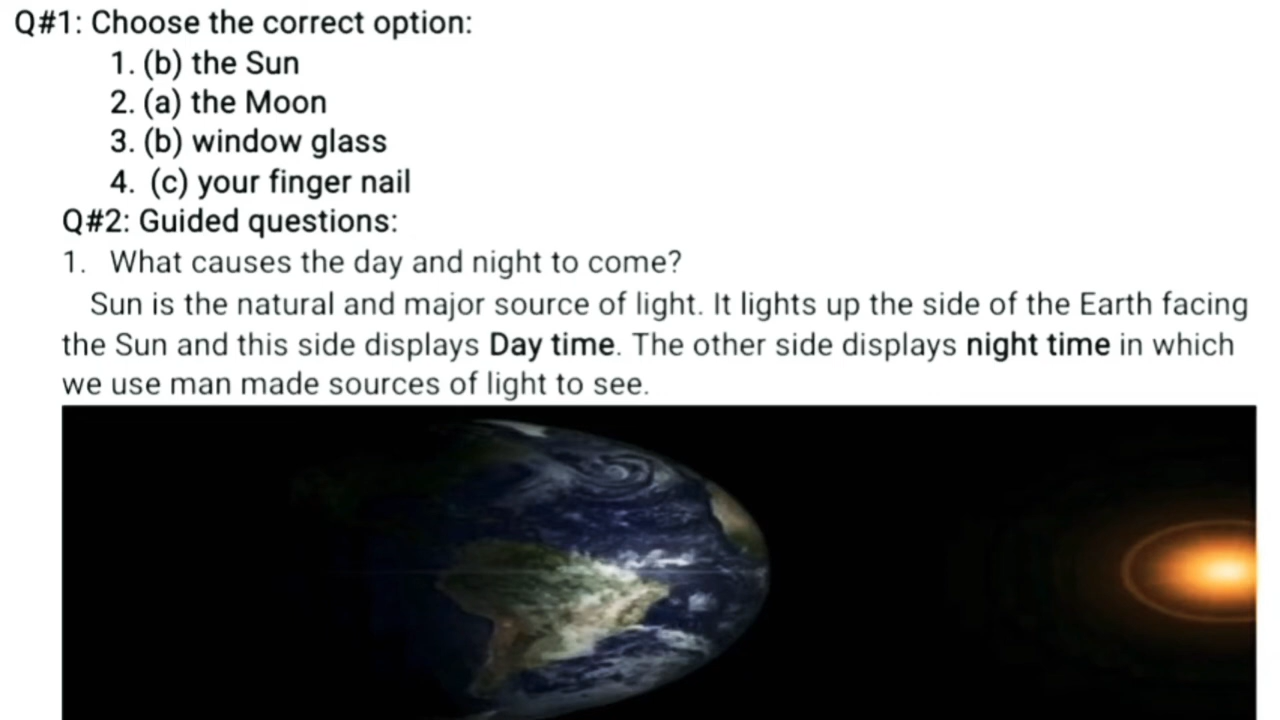 Q#1: Choose the correct option:
1. (b) the Sun
2. (a) the Moon
3. (b) window glass
4. (c) your finger nail
Q#2: Guided questions:
1. What causes the day and night to come?
Sun is the natural and major source of light. It lights up the side of the Earth facing
the Sun and this side displays Day time. The other side displays night time in which
we use man made sources of light to see.